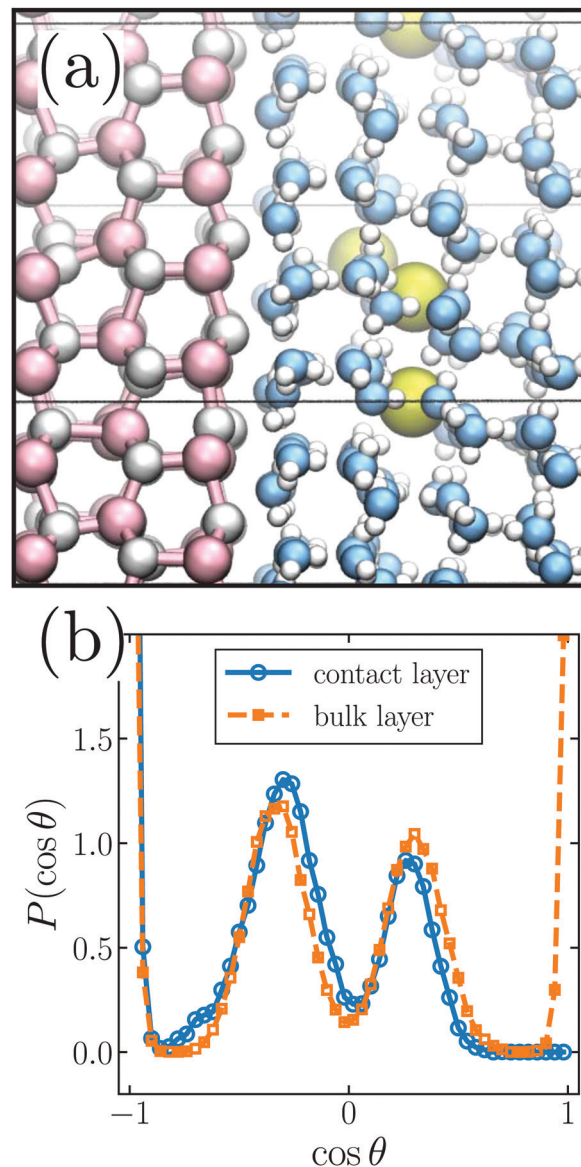 (a)
(b)
contact layer
bulk layer
1.5
1.0
0.5
0.0
P(cos θ)
−1
0
1
cos θ